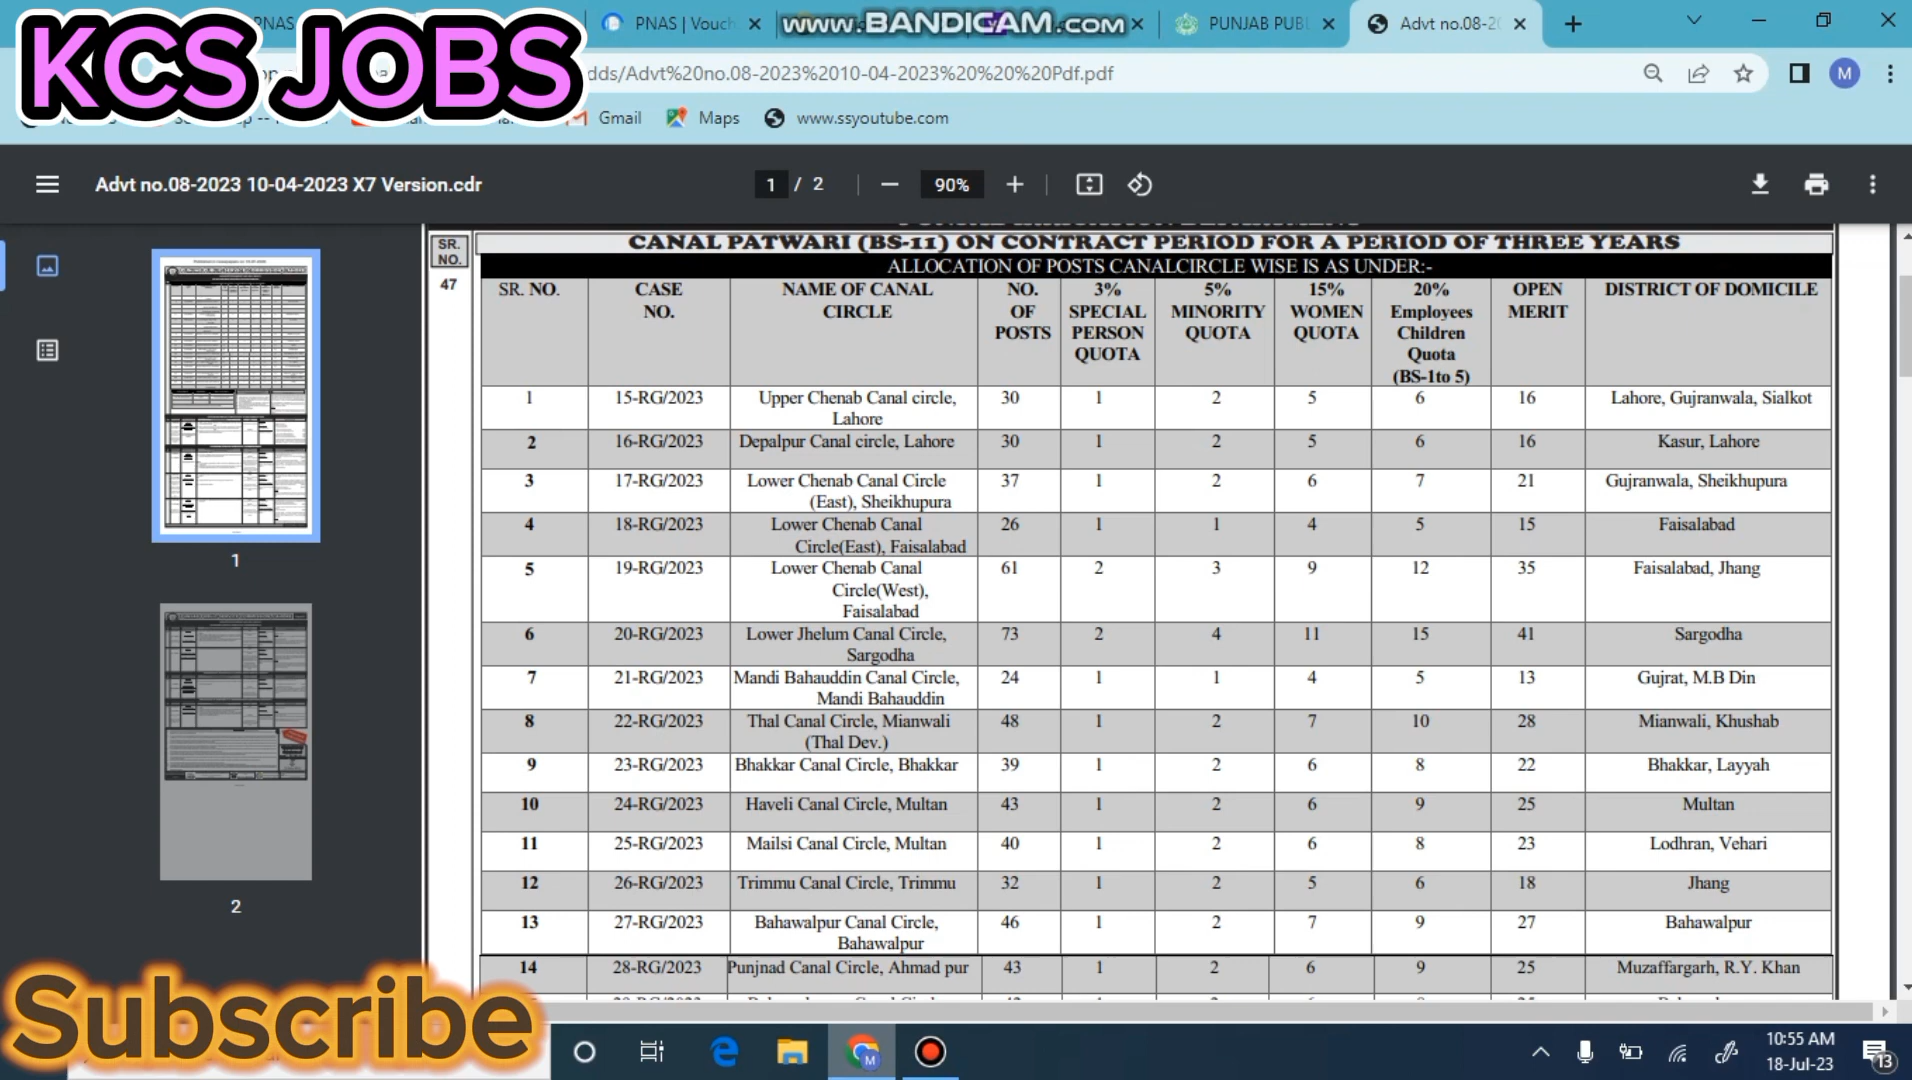 KCS JOBS
PNAS
PNAS | Vouch
www.BANDICAM.com
PUNJAB PUBL
Advt no.08-20
dds/Advt%20no.08-2023%2010-04-2023%20%20%20Pdf.pdf
M
Gmail
Maps
www.ssyoutube.com
Advt no.08-2023 10-04-2023 X7 Version.cdr
1 / 2
90%
SR. NO.
CANAL PATWARI (BS-11) ON CONTRACT PERIOD FOR A PERIOD OF THREE YEARS
ALLOCATION OF POSTS CANALCIRCLE WISE IS AS UNDER:-
47
SR. NO. CASE NO. NAME OF CANAL CIRCLE NO. OF POSTS 3% SPECIAL PERSON QUOTA 5% MINORITY QUOTA 15% WOMEN QUOTA 20% Employees Children Quota (BS-1to 5) OPEN MERIT DISTRICT OF DOMICILE
1 15-RG/2023 Upper Chenab Canal circle, Lahore 30 1 2 5 6 16 Lahore, Gujranwala, Sialkot
2 16-RG/2023 Depalpur Canal circle, Lahore 30 1 2 5 6 16 Kasur, Lahore
3 17-RG/2023 Lower Chenab Canal Circle (East), Sheikhupura 37 1 2 6 7 21 Gujranwala, Sheikhupura
4 18-RG/2023 Lower Chenab Canal Circle(East), Faisalabad 26 1 1 4 5 15 Faisalabad
5 19-RG/2023 Lower Chenab Canal Circle(West), Faisalabad 61 2 3 9 12 35 Faisalabad, Jhang
6 20-RG/2023 Lower Jhelum Canal Circle, Sargodha 73 2 4 11 15 41 Sargodha
7 21-RG/2023 Mandi Bahauddin Canal Circle, Mandi Bahauddin 24 1 1 4 5 13 Gujrat, M.B Din
8 22-RG/2023 Thal Canal Circle, Mianwali (Thal Dev.) 48 1 2 7 10 28 Mianwali, Khushab
9 23-RG/2023 Bhakkar Canal Circle, Bhakkar 39 1 2 6 8 22 Bhakkar, Layyah
10 24-RG/2023 Haveli Canal Circle, Multan 43 1 2 6 9 25 Multan
11 25-RG/2023 Mailsi Canal Circle, Multan 40 1 2 6 8 23 Lodhran, Vehari
12 26-RG/2023 Trimmu Canal Circle, Trimmu 32 1 2 5 6 18 Jhang
13 27-RG/2023 Bahawalpur Canal Circle, Bahawalpur 46 1 2 7 9 27 Bahawalpur
14 28-RG/2023 Punjnad Canal Circle, Ahmad pur 43 1 2 6 9 25 Muzaffargarh, R.Y. Khan
1
2
Subscribe
M
10:55 AM
18-Jul-23
13